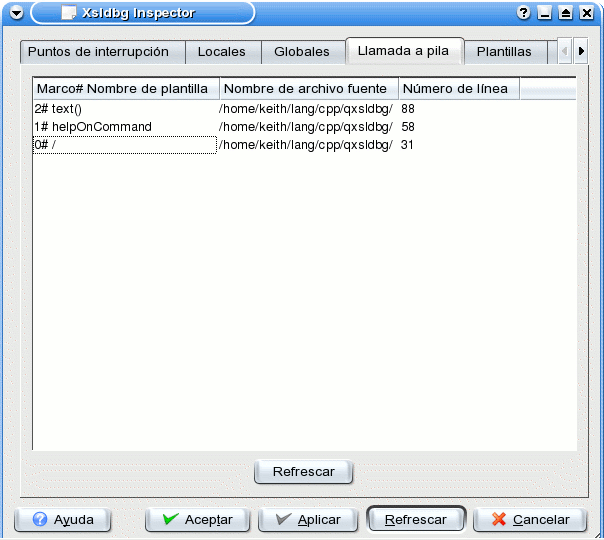 Xsldbg Inspector
Puntos de interrupción Locales Globales Llamada a pila Plantillas
Marco# Nombre de plantilla Nombre de archivo fuente Número de línea
2# text() /home/keith/lang/cpp/qxsldbg/ 88
1# helpOnCommand /home/keith/lang/cpp/qxsldbg/ 58
0# / /home/keith/lang/cpp/qxsldbg/ 31
Refrescar
Ayuda Aceptar Aplicar Refrescar Cancelar